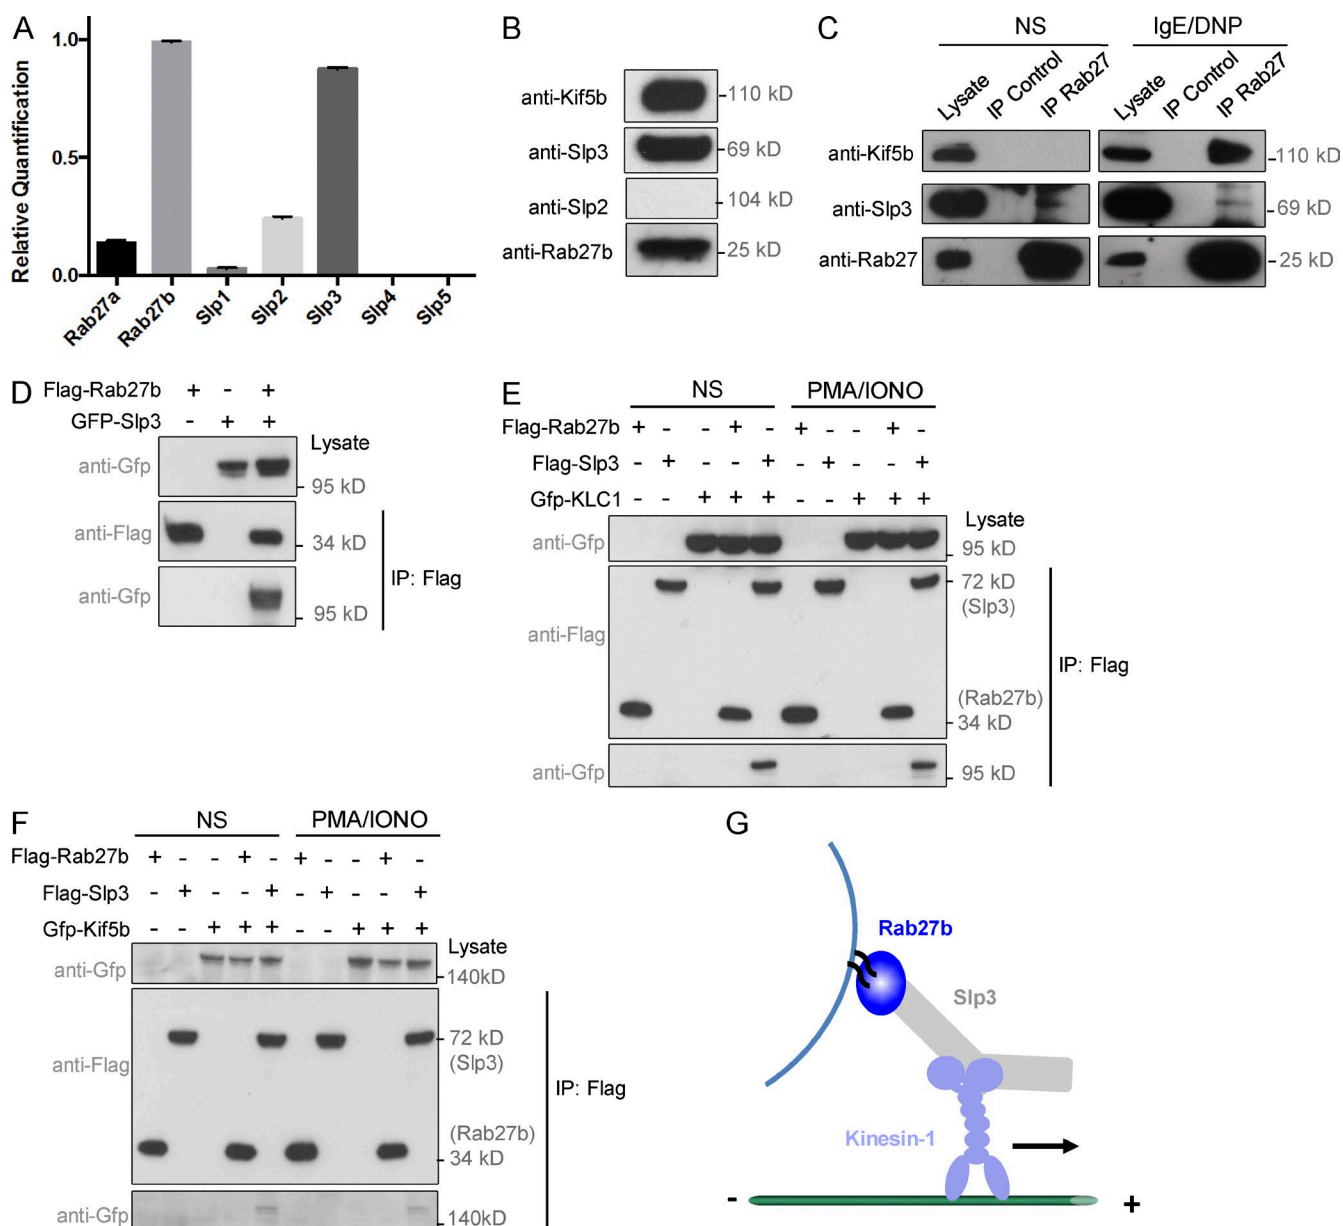 A
Relative Quantification
1.0
0.5
0.0
Rab27a Rab27b Slp1 Slp2 Slp3 Slp4 Slp5
B
anti-Kif5b 110 kD
anti-Slp3 69 kD
anti-Slp2 104 kD
anti-Rab27b 25 kD
C
NS IgE/DNP
Lysate IP Control IP Rab27 Lysate IP Control IP Rab27
anti-Kif5b 110 kD
anti-Slp3 69 kD
anti-Rab27 25 kD
D
Flag-Rab27b + - +
GFP-Slp3 - + +
Lysate
anti-Gfp 95 kD
anti-Flag 34 kD
anti-Gfp 95 kD
IP: Flag
E
NS PMA/IONO
Flag-Rab27b + - - + - + - - + -
Flag-Slp3 - + - - + - + - - +
Gfp-KLC1 - - + + + - - + + +
Lysate
anti-Gfp 95 kD
72 kD
(Slp3)
anti-Flag
(Rab27b)
34 kD
anti-Gfp 95 kD
IP: Flag
F
NS PMA/IONO
Flag-Rab27b + - - + - + - - + -
Flag-Slp3 - + - - + - + - - +
Gfp-Kif5b - - + + + - - + + +
Lysate
anti-Gfp 140kD
72 kD
(Slp3)
anti-Flag
(Rab27b)
34 kD
anti-Gfp 140kD
IP: Flag
G
Rab27b
Slp3
Kinesin-1
- +